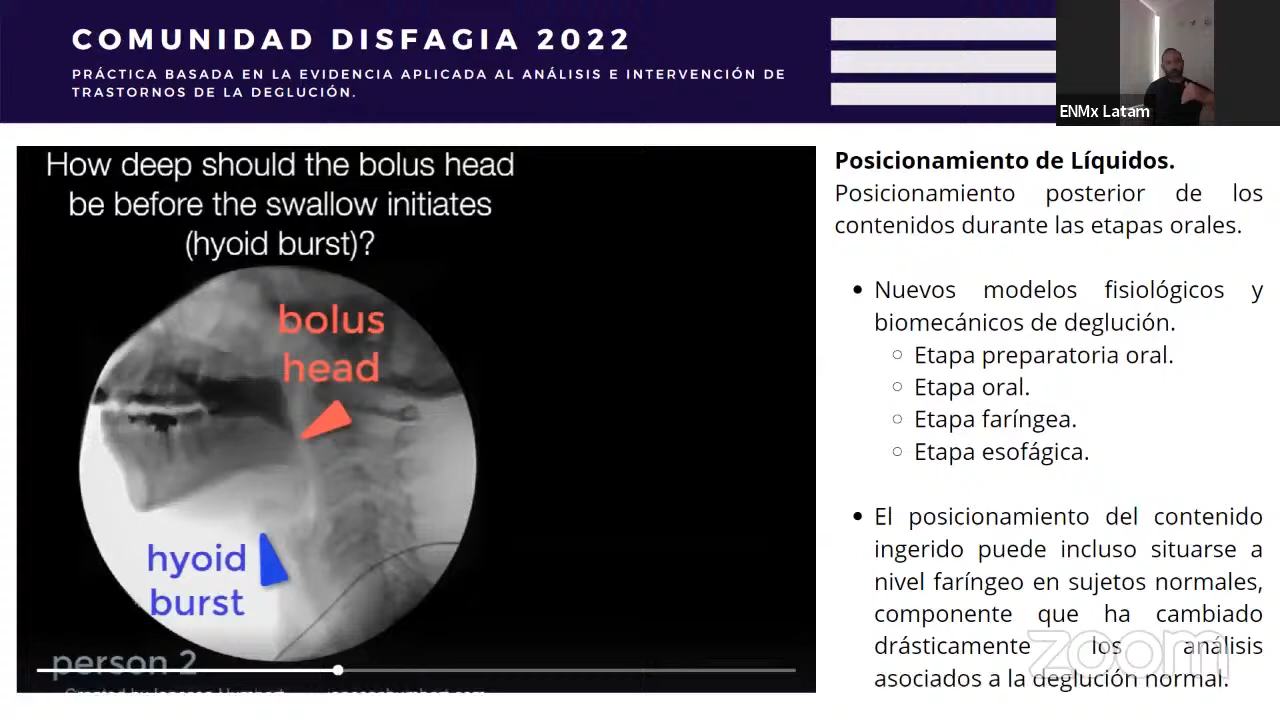 COMUNIDAD DISFAGIA 2022
PRÁCTICA BASADA EN LA EVIDENCIA APLICADA AL ANÁLISIS E INTERVENCIÓN DE
TRASTORNOS DE LA DEGLUCIÓN.
ENMx Latam
How deep should the bolus head
be before the swallow initiates
(hyoid burst)?
bolus
head
hyoid
burst
person 2
Posicionamiento de Líquidos.
Posicionamiento posterior de los
contenidos durante las etapas orales.
Nuevos modelos fisiológicos y
biomecánicos de deglución.
Etapa preparatoria oral.
Etapa oral.
Etapa faríngea.
Etapa esofágica.
El posicionamiento del contenido
ingerido puede incluso situarse a
nivel faríngeo en sujetos normales,
componente que ha cambiado
drásticamente los análisis
asociados a la deglución normal.
zoom